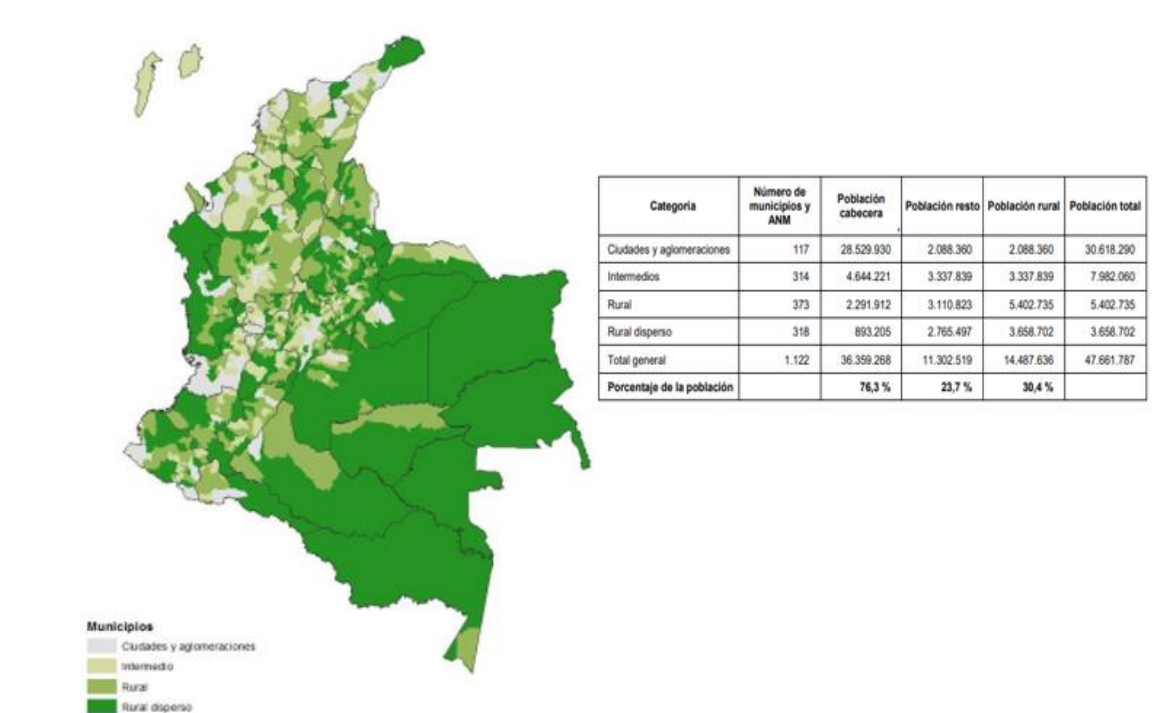 Categoría Número de municipios y ANM Población cabecera Población resto Población rural Población total
Ciudades y aglomeraciones 117 28.529.930 2.088.360 2.088.360 30.618.290
Intermedios 314 4.644.221 3.337.839 3.337.839 7.982.060
Rural 373 2.291.912 3.110.823 5.402.735 5.402.735
Rural disperso 318 893.205 2.765.497 3.658.702 3.658.702
Total general 1.122 36.359.268 11.302.519 14.487.636 47.661.787
Porcentaje de la población 76,3 % 23,7 % 30,4 %
Municipios
Ciudades y aglomeraciones
Intermedio
Rural
Rural disperso